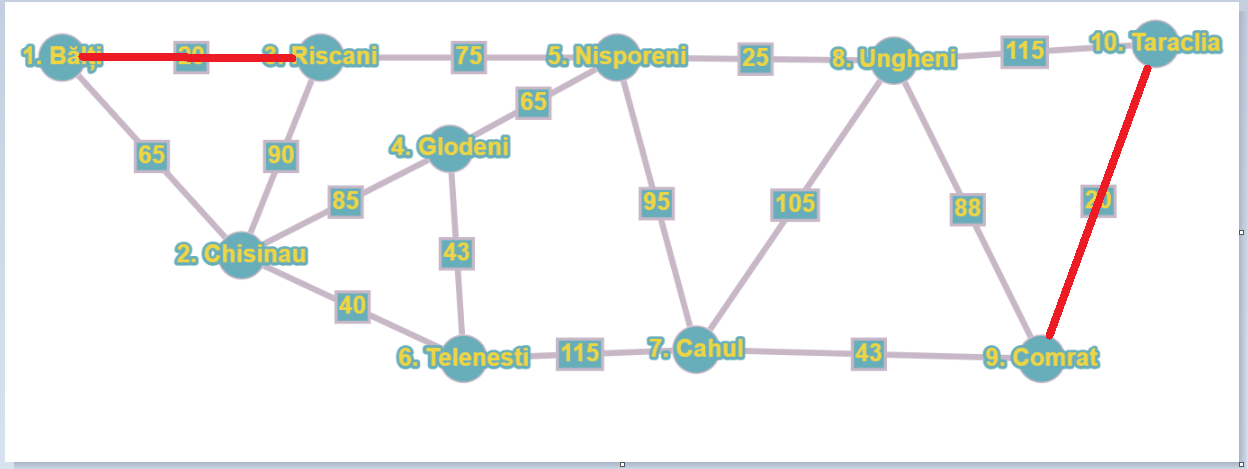 1. Bălți
20
3. Riscani
75
5. Nisporeni
25
8. Ungheni
115
10. Taraclia
65
4. Glodeni
65
90
85
95
105
88
20
2. Chisinau
43
40
6. Telenesti
115
7. Cahul
43
9. Comrat